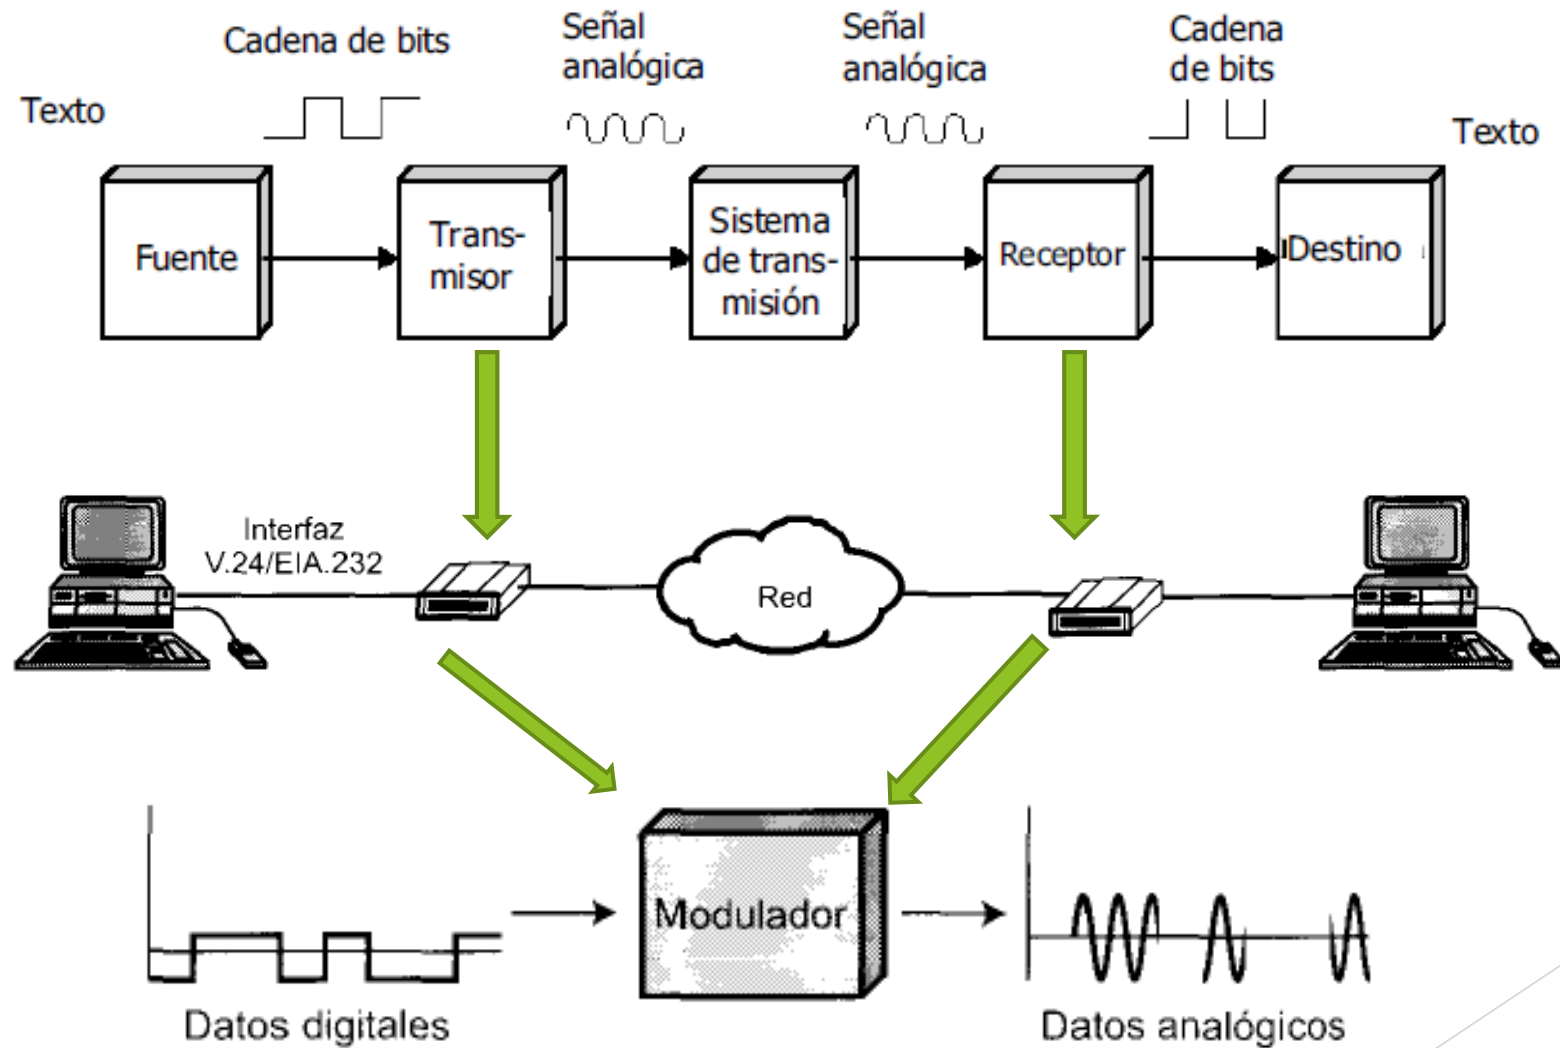 Cadena de bits
Señal
analógica
Señal
analógica
Cadena
de bits
Texto
Texto
Fuente
Trans-
misor
Sistema
de trans-
misión
Receptor
Destino
Interfaz
V.24/EIA.232
Red
Modulador
Datos digitales
Datos analógicos